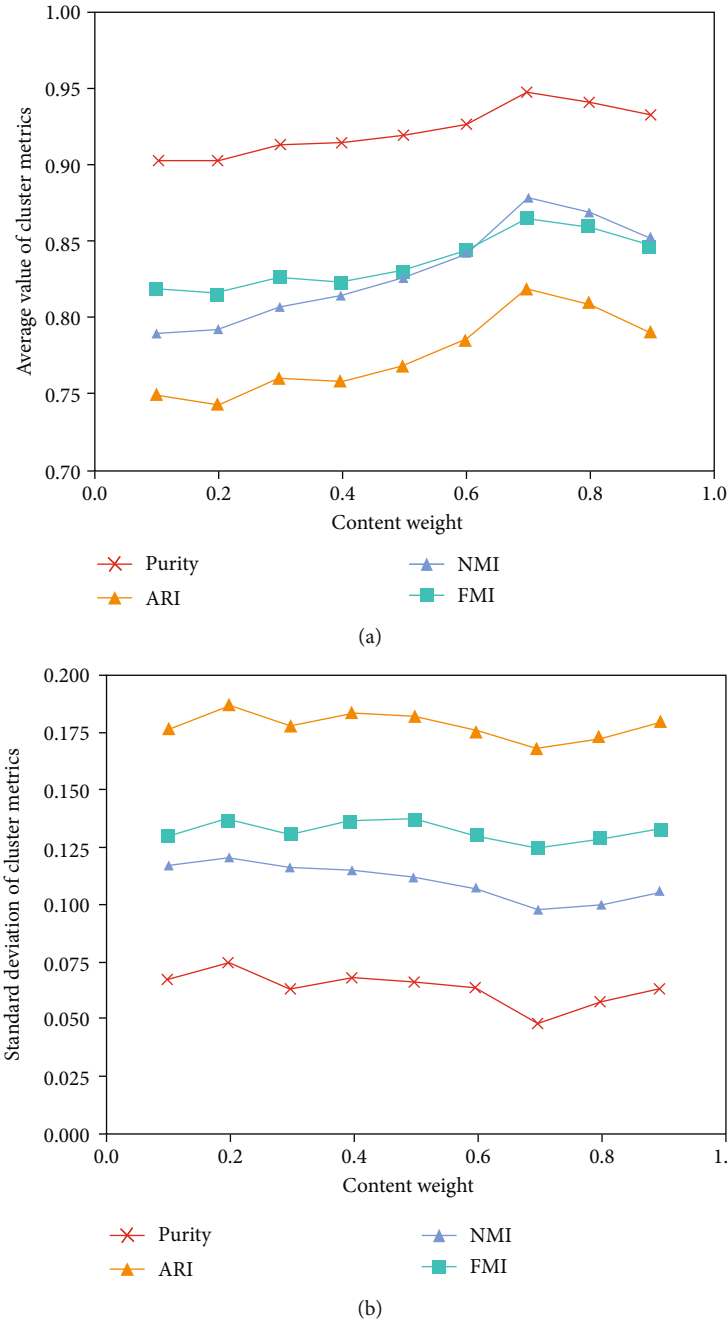 1.00
0.95
0.90
0.85
0.80
0.75
0.70
Average value of cluster metrics
0.0 0.2 0.4 0.6 0.8 1.0
Content weight
Purity NMI
ARI FMI
(a)
0.200
0.175
0.150
0.125
0.100
0.075
0.050
0.025
0.000
Standard deviation of cluster metrics
0.0 0.2 0.4 0.6 0.8 1.
Content weight
Purity NMI
ARI FMI
(b)